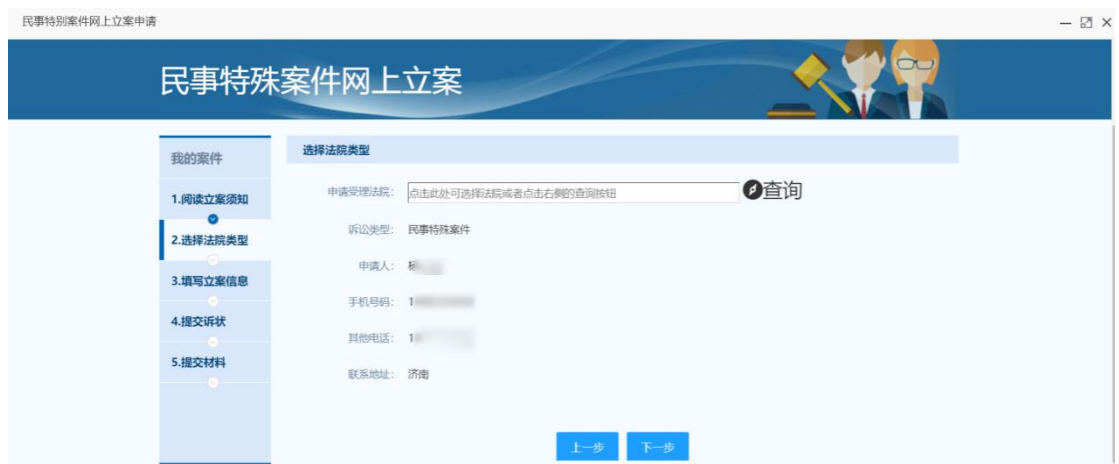 民事特别案件网上立案申请
民事特殊案件网上立案
我的案件
1.阅读立案须知
2.选择法院类型
3.填写立案信息
4.提交诉状
5.提交材料
选择法院类型
申请受理法院: 点击此处可选择法院或者点击右侧的查询按钮 查询
诉讼类型: 民事特殊案件
申请人:
手机号码: 1
其他电话: 1
联系地址: 济南
上一步 下一步